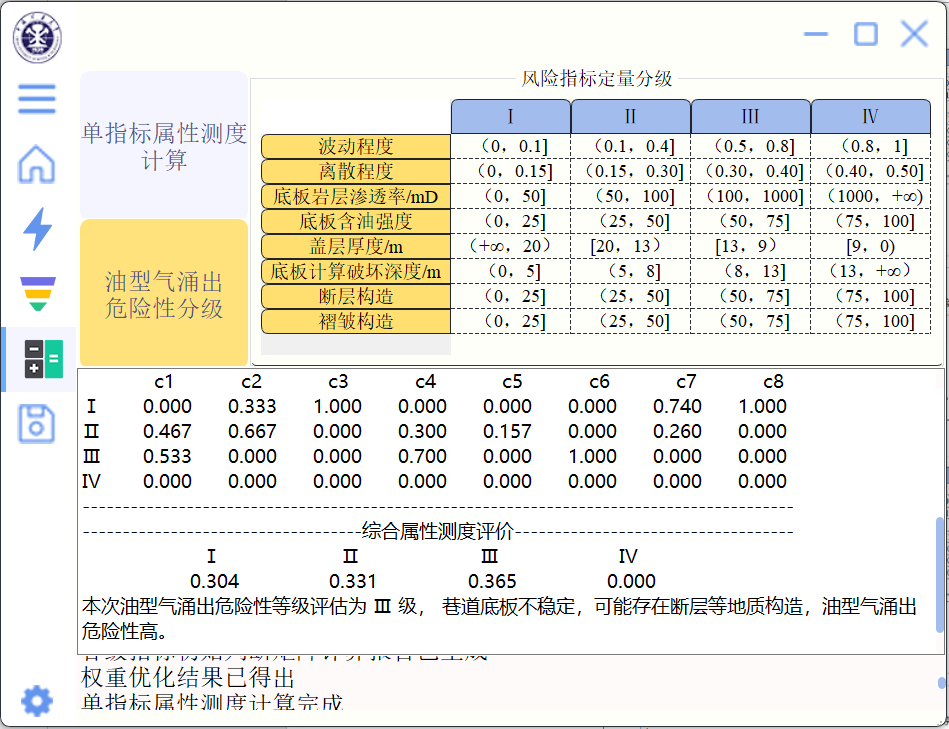 风险指标定量分级
单指标属性测度
计算
油型气涌出
危险性分级
I II III IV
波动程度 （0，0.1] （0.1，0.4] （0.5，0.8] （0.8，1]
离散程度 （0，0.15] （0.15，0.30] （0.30，0.40] （0.40，0.50]
底板岩层渗透率/mD （0，50] （50，100] （100，1000] （1000，+∞)
底板含油强度 （0，25] （25，50] （50，75] （75，100]
盖层厚度/m （+∞，20） [20，13） [13，9） [9，0)
底板计算破坏深度/m （0，5] （5，8] （8，13] （13，+∞）
断层构造 （0，25] （25，50] （50，75] （75，100]
褶皱构造 （0，25] （25，50] （50，75] （75，100]
c1 c2 c3 c4 c5 c6 c7 c8
Ⅰ 0.000 0.333 1.000 0.000 0.000 0.000 0.740 1.000
Ⅱ 0.467 0.667 0.000 0.300 0.157 0.000 0.260 0.000
Ⅲ 0.533 0.000 0.000 0.700 0.000 1.000 0.000 0.000
Ⅳ 0.000 0.000 0.000 0.000 0.000 0.000 0.000 0.000
综合属性测度评价
Ⅰ Ⅱ Ⅲ Ⅳ
0.304 0.331 0.365 0.000
本次油型气涌出危险性等级评估为 Ⅲ 级， 巷道底板不稳定，可能存在断层等地质构造，油型气涌出
危险性高。
权重优化结果已得出
单指标属性测度计算完成